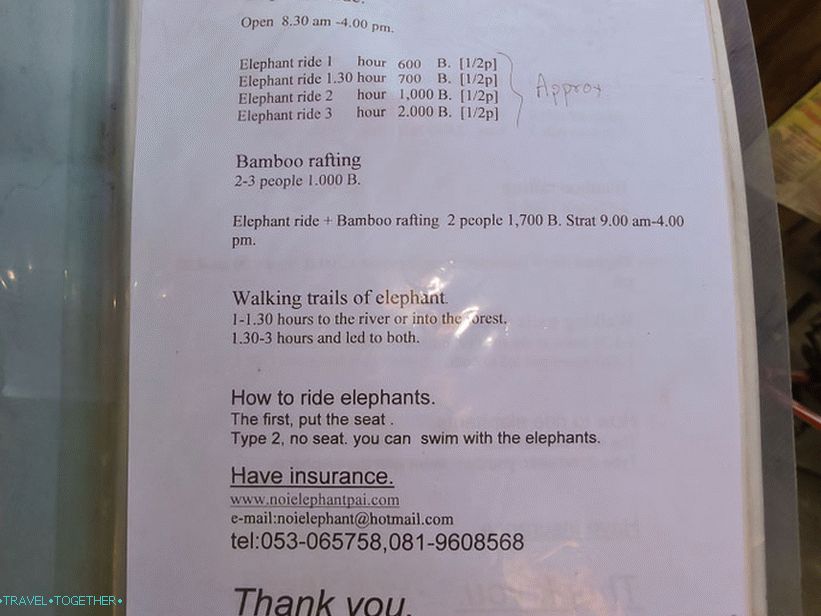 Open 8.30 am -4.00 pm.
Elephant ride 1 hour 600 B. [1/2p]
Elephant ride 1.30 hour 700 B. [1/2p]
Elephant ride 2 hour 1,000 B. [1/2p]
Elephant ride 3 hour 2.000 B. [1/2p]
Approx
Bamboo rafting
2-3 people 1.000 B.
Elephant ride + Bamboo rafting 2 people 1,700 B. Strat 9.00 am-4.00
pm.
Walking trails of elephant.
1-1.30 hours to the river or into the forest.
1.30-3 hours and led to both.
How to ride elephants.
The first, put the seat .
Type 2, no seat. you can swim with the elephants.
Have insurance.
www.noielephantpai.com
e-mail:noielephant@hotmail.com
tel:053-065758,081-9608568
Thank you.
•TRAVEL•TOGETHER•